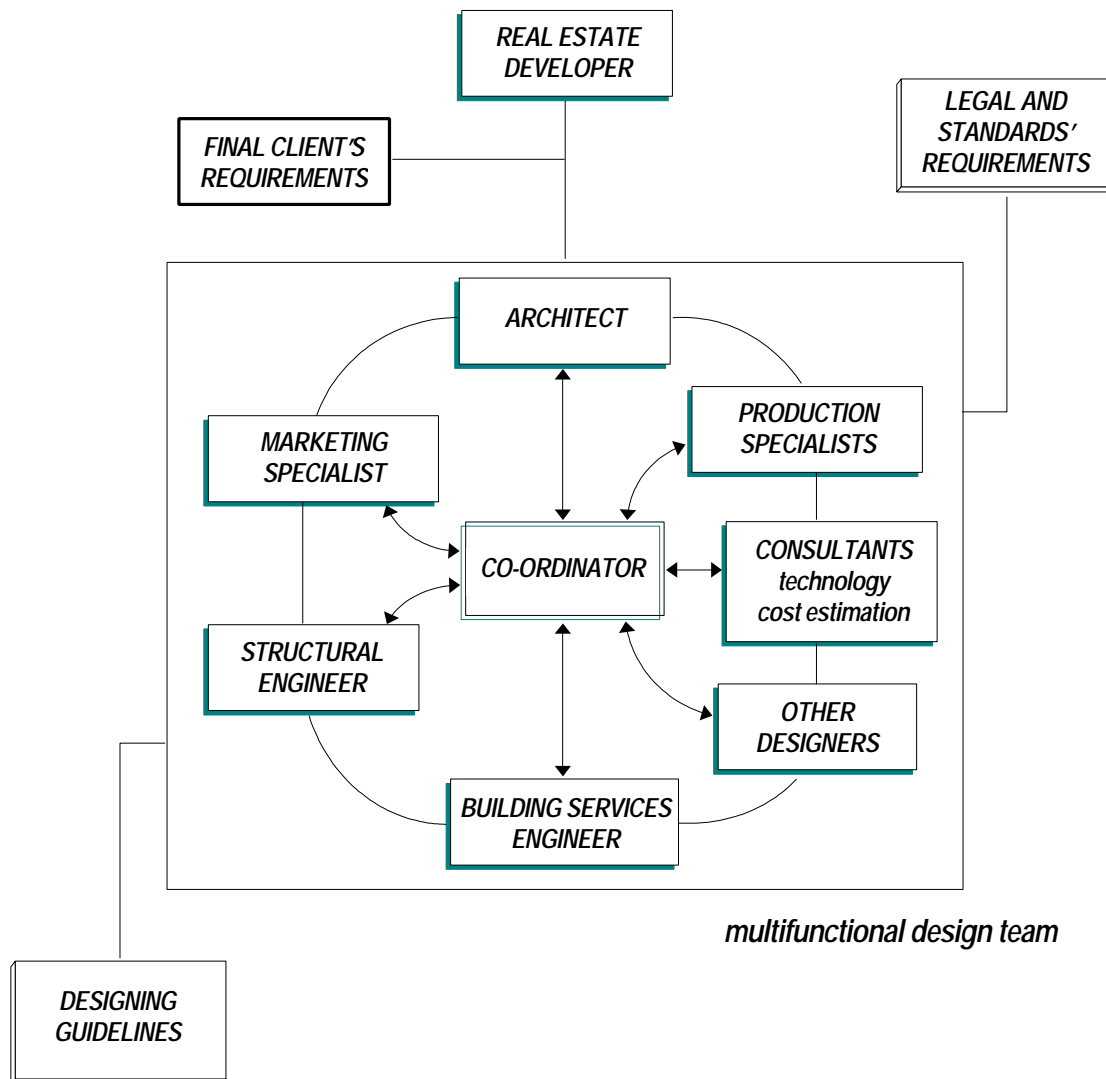 REAL ESTATE
DEVELOPER
FINAL CLIENT'S
REQUIREMENTS
LEGAL AND
STANDARDS'
REQUIREMENTS
ARCHITECT
MARKETING
SPECIALIST
PRODUCTION
SPECIALISTS
CO-ORDINATOR
CONSULTANTS
technology
cost estimation
STRUCTURAL
ENGINEER
OTHER
DESIGNERS
BUILDING SERVICES
ENGINEER
multifunctional design team
DESIGNING
GUIDELINES